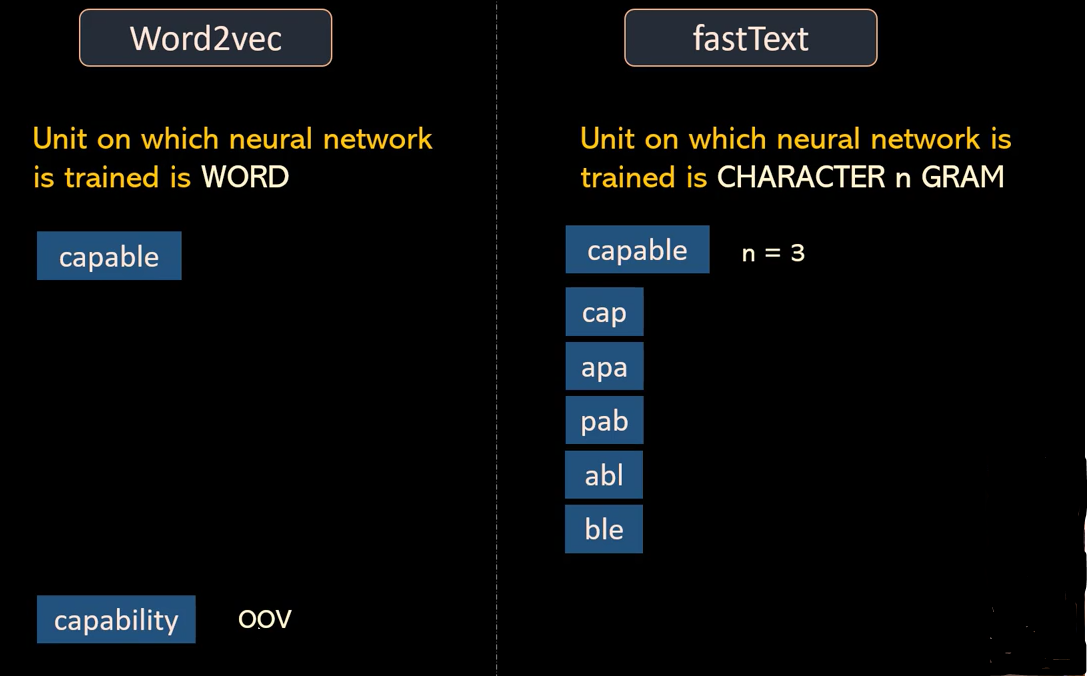 Word2vec
Unit on which neural network
is trained is WORD
capable
capability OOV
fastText
Unit on which neural network is
trained is CHARACTER n GRAM
capable n = 3
cap
apa
pab
abl
ble